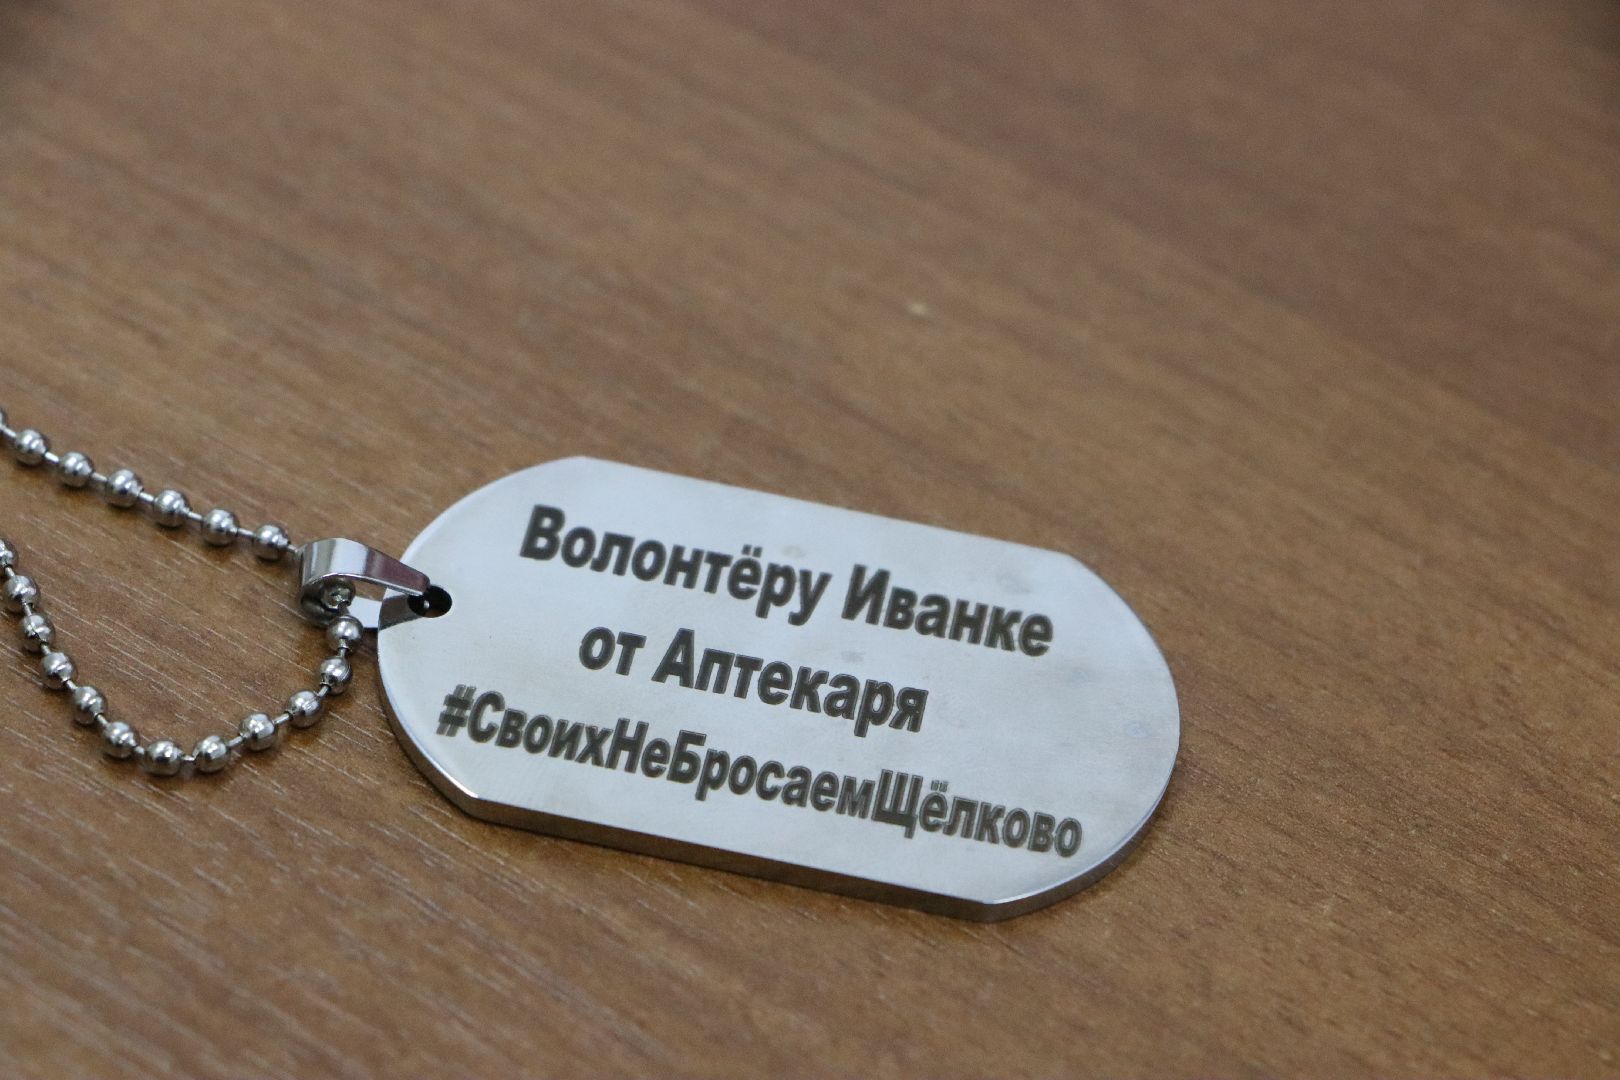 Волонтёру Иванке
от Аптекаря
#СвоихНеБросаемЩёлково